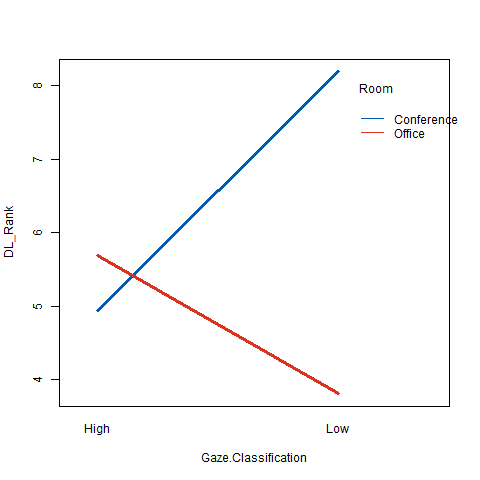 Room
Conference
Office
DL_Rank
8
7
6
5
4
High Low
Gaze.Classification